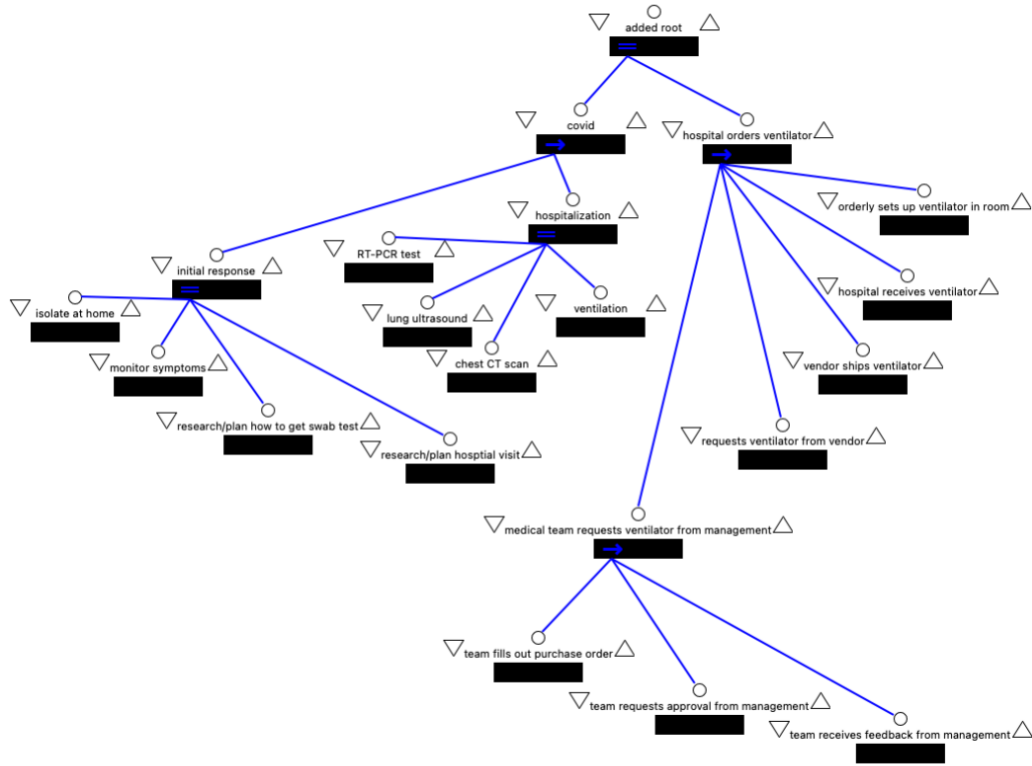 added root
covid
hospital orders ventilator
orderly sets up ventilator in room
hospitalization
RT-PCR test
initial response
hospital receives ventilator
isolate at home
lung ultrasound
ventilation
chest CT scan
monitor symptoms
vendor ships ventilator
research/plan how to get swab test
research/plan hosptial visit
requests ventilator from vendor
medical team requests ventilator from management
team fills out purchase order
team requests approval from management
team receives feedback from management